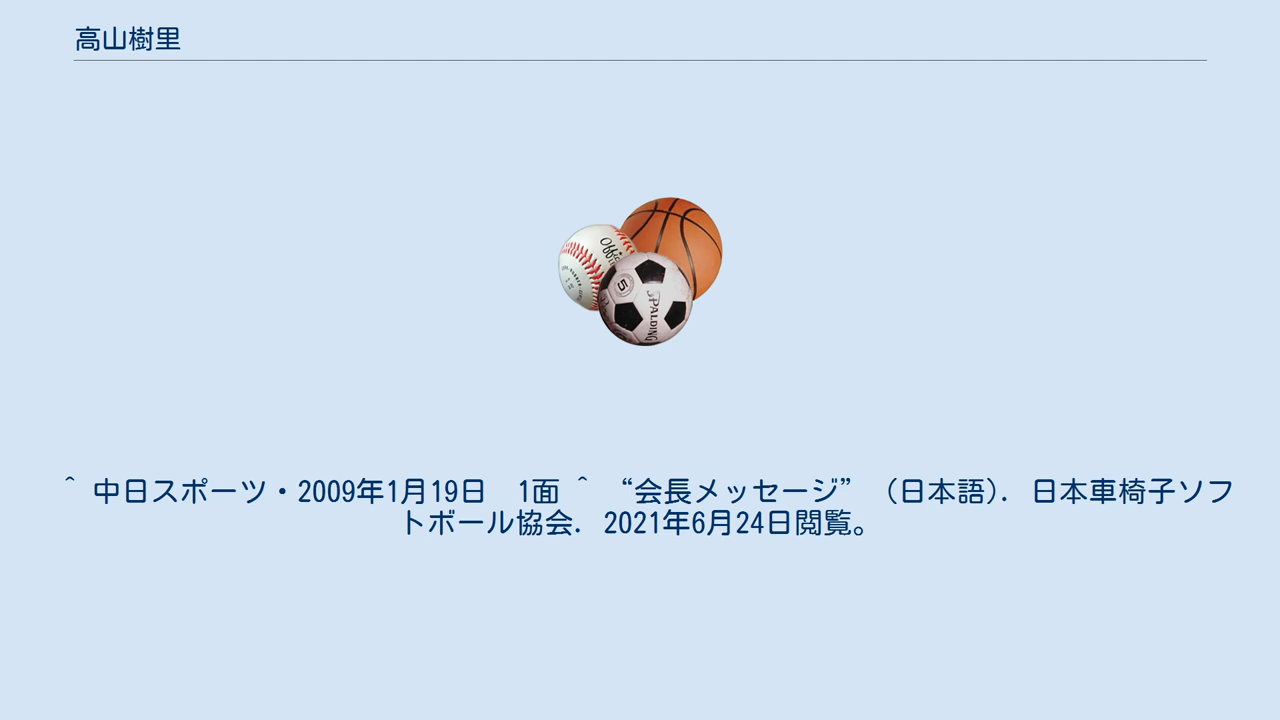 高山樹里
Offic
5
SPALDING
^ 中日スポーツ・2009年1月19日　1面 ^ “会長メッセージ” (日本語). 日本車椅子ソフ
トボール協会. 2021年6月24日閲覧。